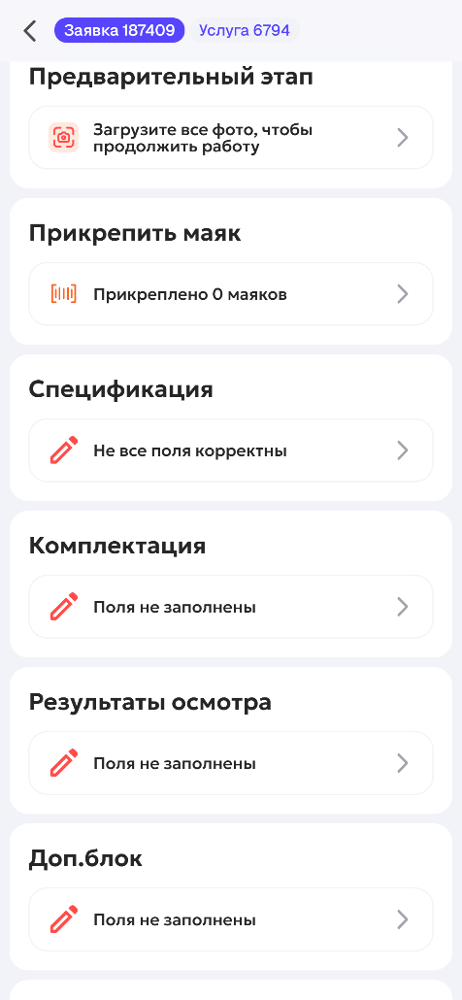 Заявка 187409
Услуга 6794
Предварительный этап
Загрузите все фото, чтобы
продолжить работу
Прикрепить маяк
Прикреплено 0 маяков
Спецификация
Не все поля корректны
Комплектация
Поля не заполнены
Результаты осмотра
Поля не заполнены
Доп.блок
Поля не заполнены